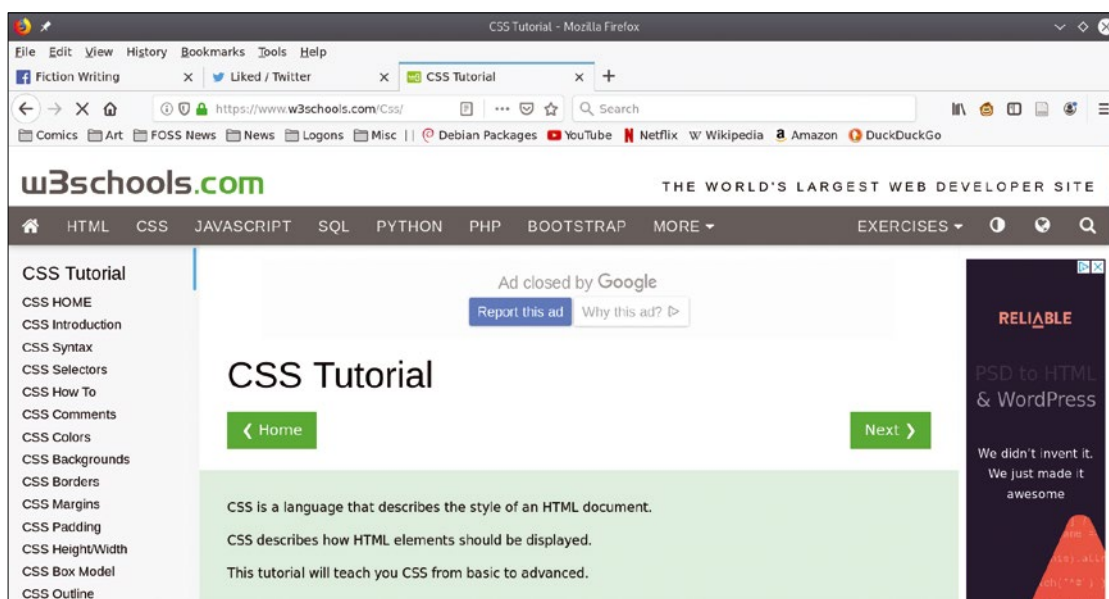 CSS Tutorial - Mozilla Firefox
File Edit View History Bookmarks Tools Help
Fiction Writing Liked / Twitter CSS Tutorial
https://www.w3schools.com/Css/ Search
Comics Art FOSS News News Logons Misc || Debian Packages YouTube Netflix W Wikipedia a Amazon DuckDuckGo
w3schools.com THE WORLD'S LARGEST WEB DEVELOPER SITE
HTML CSS JAVASCRIPT SQL PYTHON PHP BOOTSTRAP MORE EXERCISES
CSS Tutorial
CSS HOME
CSS Introduction
CSS Syntax
CSS Selectors
CSS How To
CSS Comments
CSS Colors
CSS Backgrounds
CSS Borders
CSS Margins
CSS Padding
CSS Height/Width
CSS Box Model
CSS Outline
Ad closed by Google
Report this ad Why this ad?
CSS Tutorial
❮ Home Next ❯
CSS is a language that describes the style of an HTML document.
CSS describes how HTML elements should be displayed.
This tutorial will teach you CSS from basic to advanced.
RELIABLE
PSD to HTML
& WordPress
We didn't invent it.
We just made it
awesome